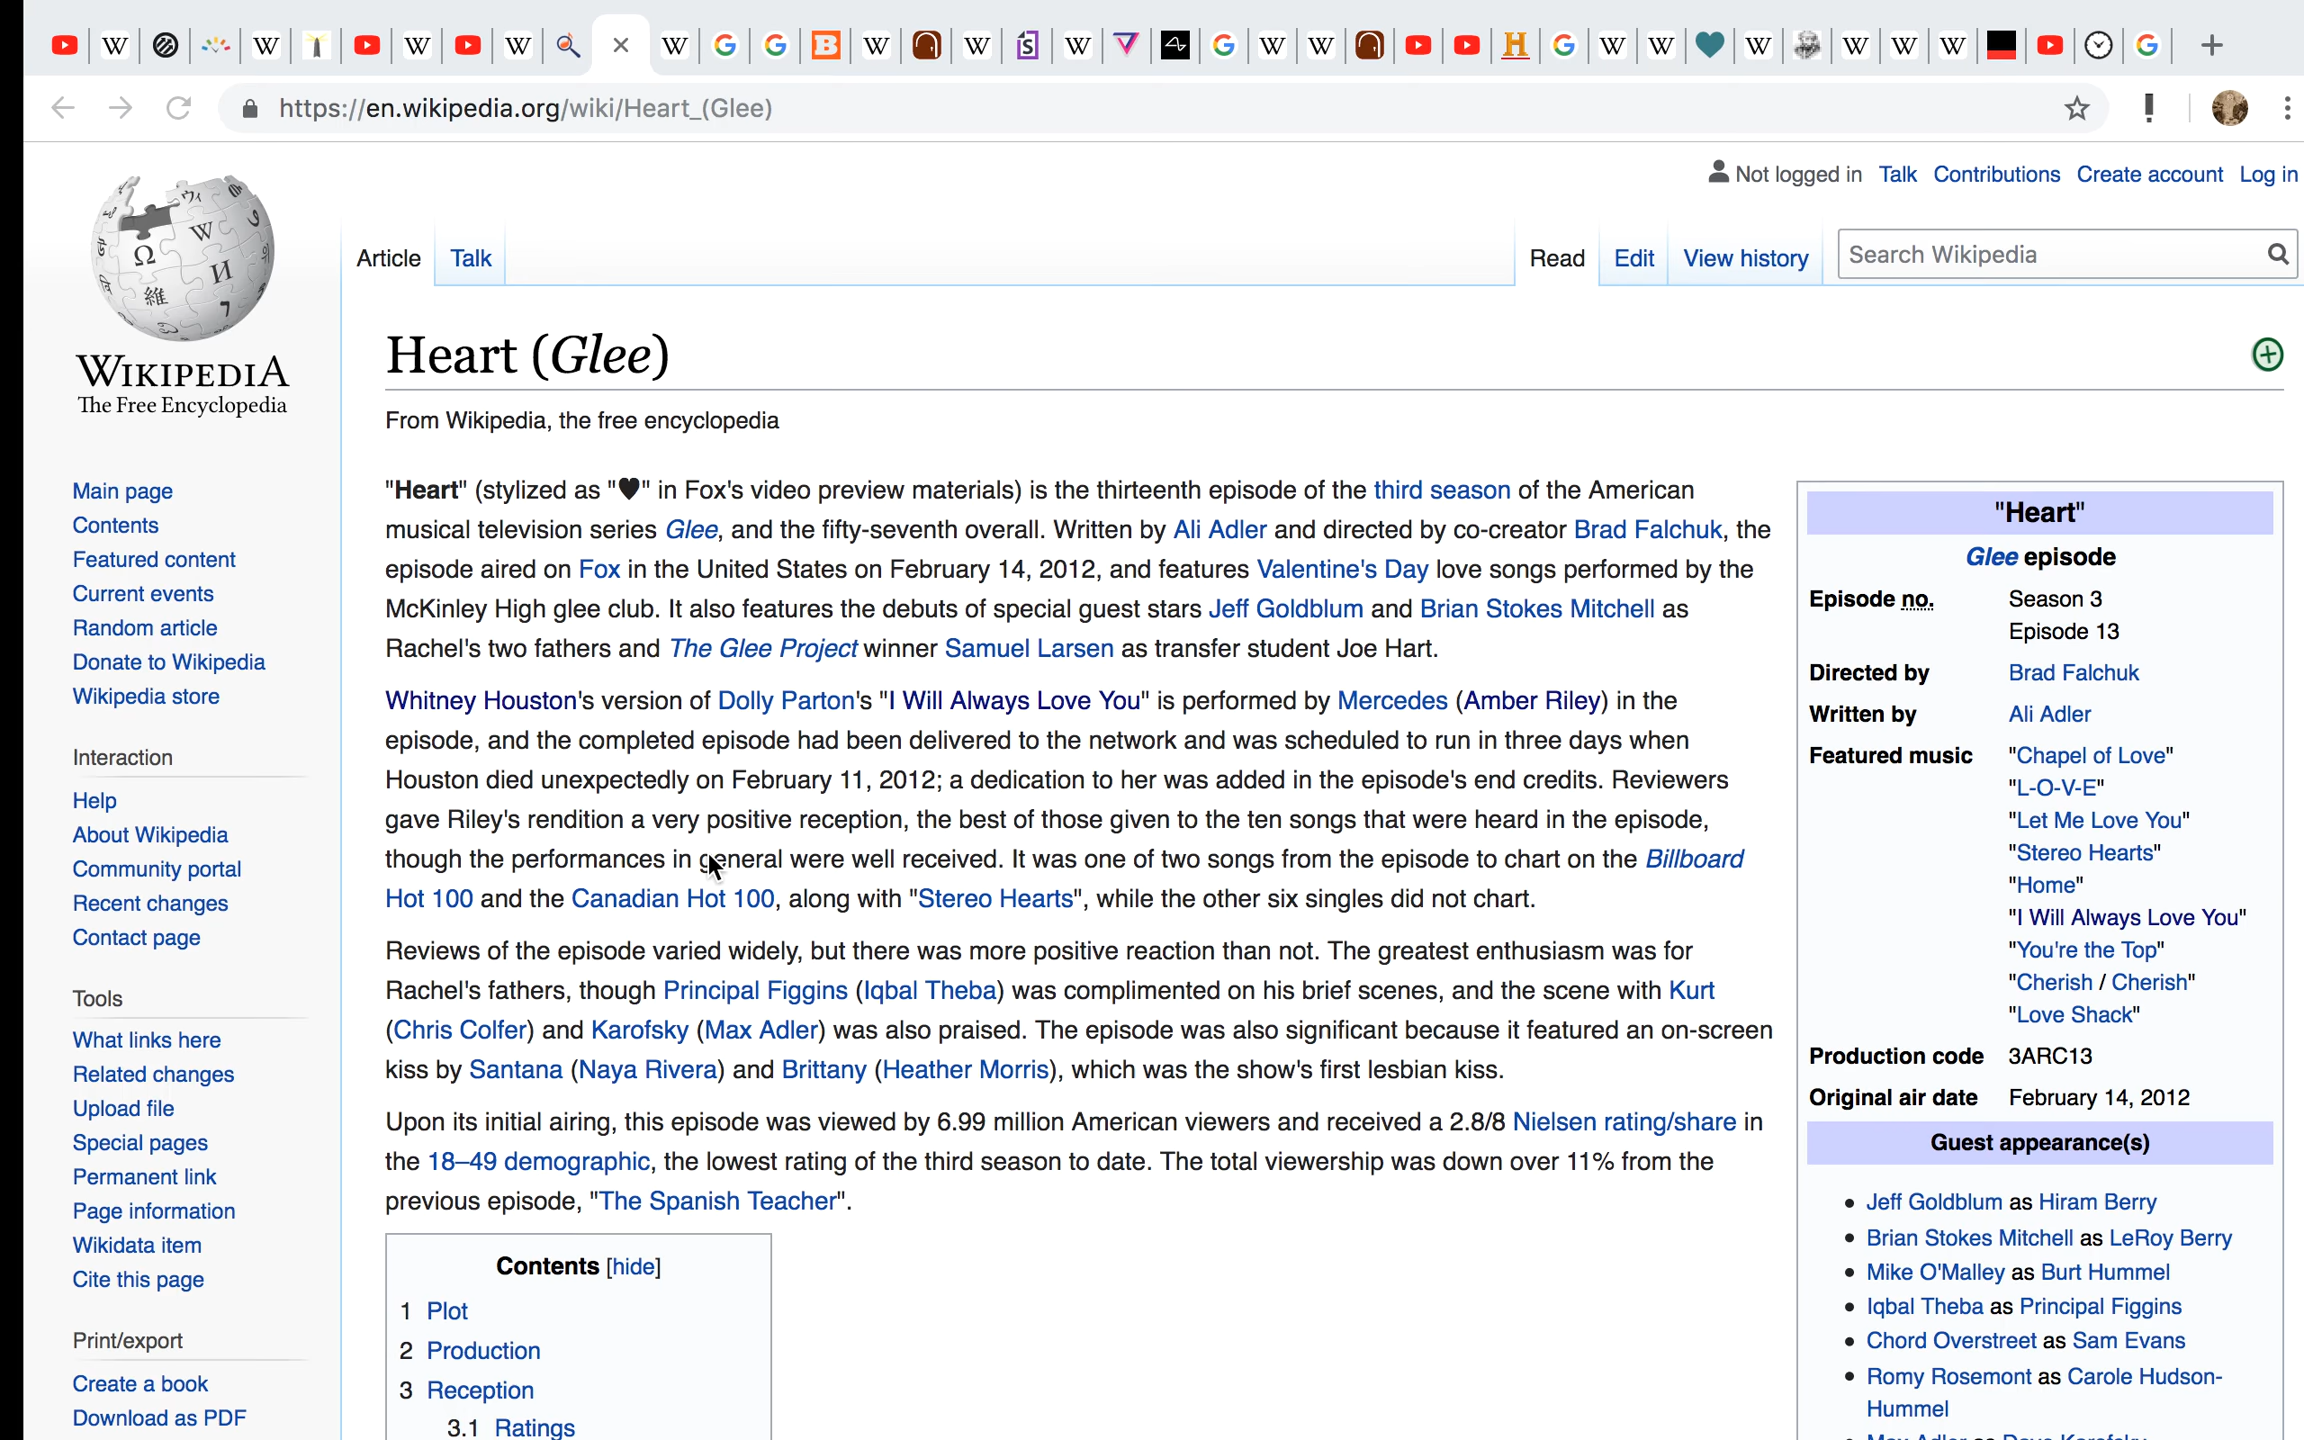 https://en.wikipedia.org/wiki/Heart_(Glee)
Not logged in Talk Contributions Create account Log in
Article Talk Read Edit View history Search Wikipedia
WIKIPEDIA
The Free Encyclopedia
Main page
Contents
Featured content
Current events
Random article
Donate to Wikipedia
Wikipedia store
Interaction
Help
About Wikipedia
Community portal
Recent changes
Contact page
Tools
What links here
Related changes
Upload file
Special pages
Permanent link
Page information
Wikidata item
Cite this page
Print/export
Create a book
Download as PDF
Heart (Glee)
From Wikipedia, the free encyclopedia
"Heart" (stylized as "♥" in Fox's video preview materials) is the thirteenth episode of the third season of the American
musical television series Glee, and the fifty-seventh overall. Written by Ali Adler and directed by co-creator Brad Falchuk, the
episode aired on Fox in the United States on February 14, 2012, and features Valentine's Day love songs performed by the
McKinley High glee club. It also features the debuts of special guest stars Jeff Goldblum and Brian Stokes Mitchell as
Rachel's two fathers and The Glee Project winner Samuel Larsen as transfer student Joe Hart.
Whitney Houston's version of Dolly Parton's "I Will Always Love You" is performed by Mercedes (Amber Riley) in the
episode, and the completed episode had been delivered to the network and was scheduled to run in three days when
Houston died unexpectedly on February 11, 2012; a dedication to her was added in the episode's end credits. Reviewers
gave Riley's rendition a very positive reception, the best of those given to the ten songs that were heard in the episode,
though the performances in general were well received. It was one of two songs from the episode to chart on the Billboard
Hot 100 and the Canadian Hot 100, along with "Stereo Hearts", while the other six singles did not chart.
Reviews of the episode varied widely, but there was more positive reaction than not. The greatest enthusiasm was for
Rachel's fathers, though Principal Figgins (Iqbal Theba) was complimented on his brief scenes, and the scene with Kurt
(Chris Colfer) and Karofsky (Max Adler) was also praised. The episode was also significant because it featured an on-screen
kiss by Santana (Naya Rivera) and Brittany (Heather Morris), which was the show's first lesbian kiss.
Upon its initial airing, this episode was viewed by 6.99 million American viewers and received a 2.8/8 Nielsen rating/share in
the 18–49 demographic, the lowest rating of the third season to date. The total viewership was down over 11% from the
previous episode, "The Spanish Teacher".
Contents [hide]
1 Plot
2 Production
3 Reception
3.1 Ratings
"Heart"
Glee episode
Episode no. Season 3
Episode 13
Directed by Brad Falchuk
Written by Ali Adler
Featured music "Chapel of Love"
"L-O-V-E"
"Let Me Love You"
"Stereo Hearts"
"Home"
"I Will Always Love You"
"You're the Top"
"Cherish / Cherish"
"Love Shack"
Production code 3ARC13
Original air date February 14, 2012
Guest appearance(s)
• Jeff Goldblum as Hiram Berry
• Brian Stokes Mitchell as LeRoy Berry
• Mike O'Malley as Burt Hummel
• Iqbal Theba as Principal Figgins
• Chord Overstreet as Sam Evans
• Romy Rosemont as Carole Hudson-
Hummel